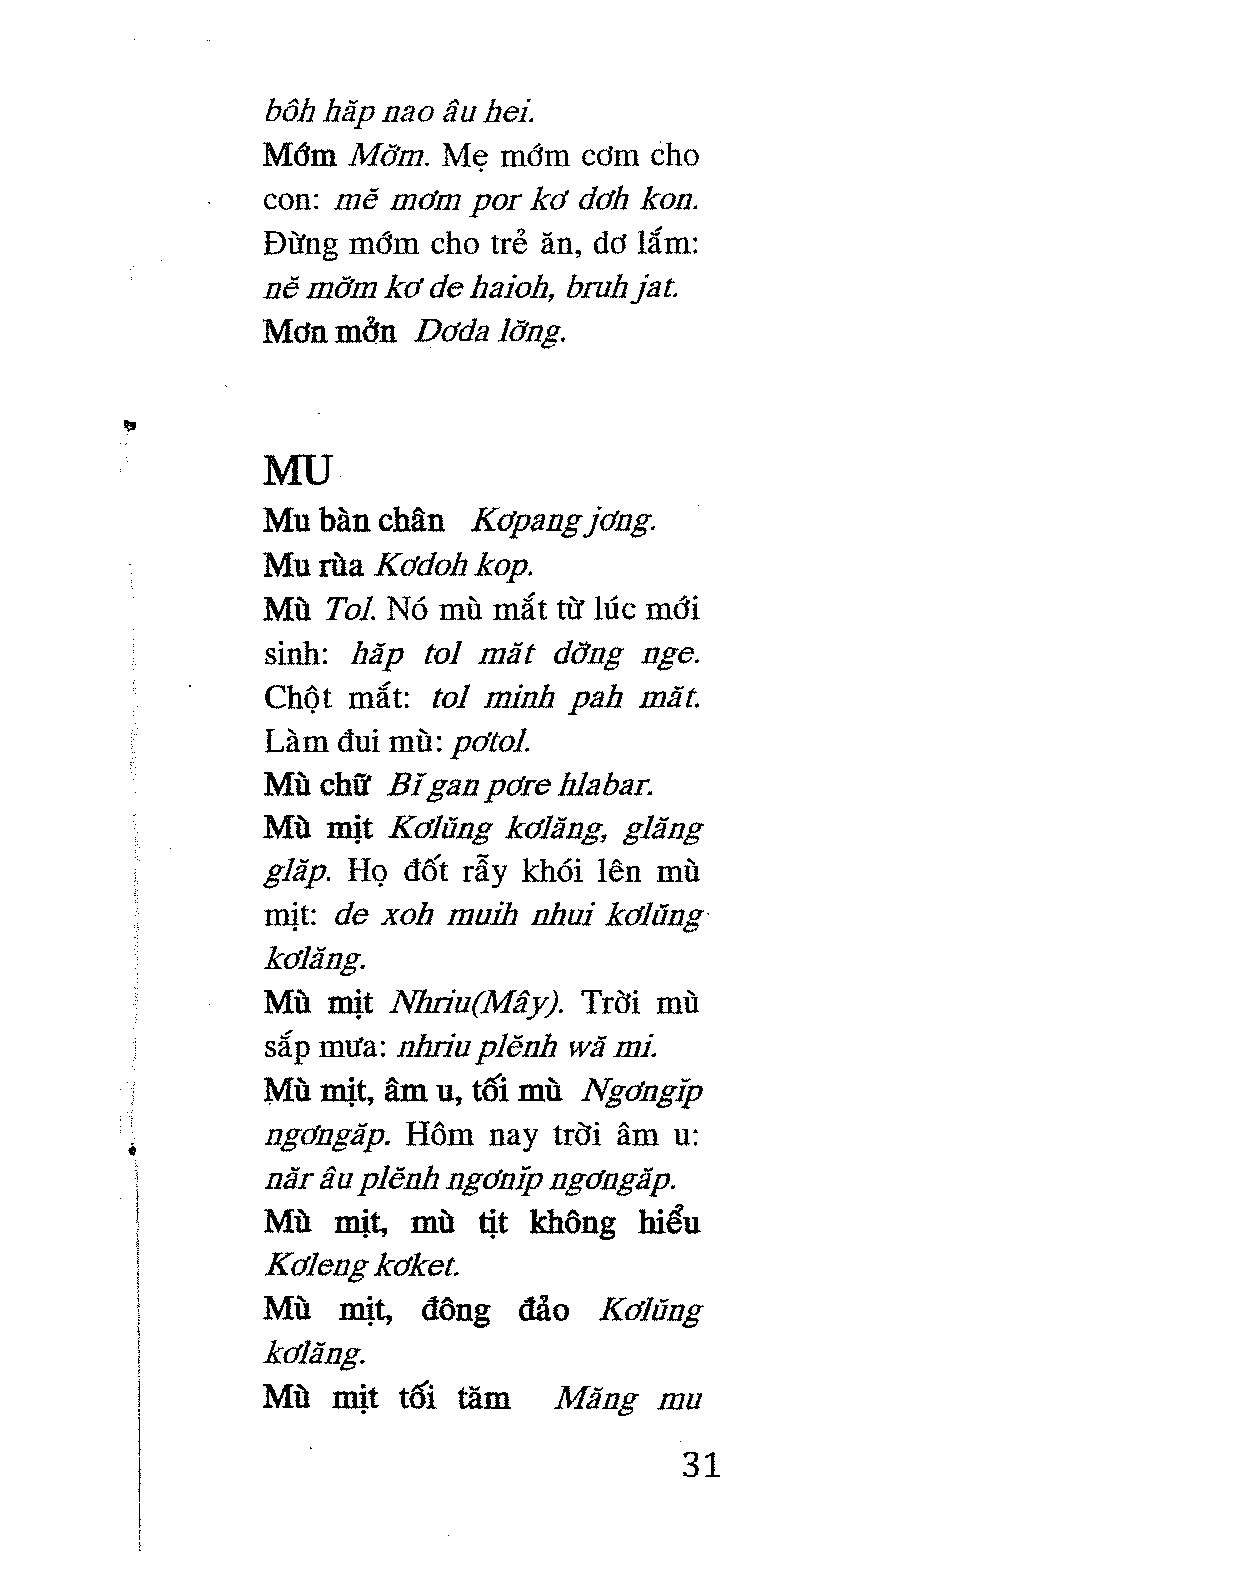 bôh hăp nao âu hei.
Mớm Mơ̆m. Mẹ mớm cơm cho
con: mĕ mơm por kơ dơh kon.
Đừng mớm cho trẻ ăn, dơ lắm:
nĕ mơ̆m kơ de haioh, bruh jat.
Mơn mởn Dơda lơ̆ng.
MU
Mu bàn chân Kơpang jơng.
Mu rùa Kơdoh kop.
Mù Tol. Nó mù mắt từ lúc mới
sinh: hăp tol măt dơ̆ng nge.
Chột mắt: tol minh pah măt.
Làm đui mù: pơtol.
Mù chữ Bĭ gan pơre hlabar.
Mù mịt Kơlŭng kơlăng, glăng
glăp. Họ đốt rẫy khói lên mù
mịt: de xoh muih nhui kơlŭng
kơlăng.
Mù mịt Nhriu(Mây). Trời mù
sắp mưa: nhriu plĕnh wă mi.
Mù mịt, âm u, tối mù Ngơngĭp
ngơngăp. Hôm nay trời âm u:
năr âu plĕnh ngơnĭp ngơngăp.
Mù mịt, mù tịt không hiểu
Kơleng kơket.
Mù mịt, đông đảo Kơlŭng
kơlăng.
Mù mịt tối tăm Măng mu
31